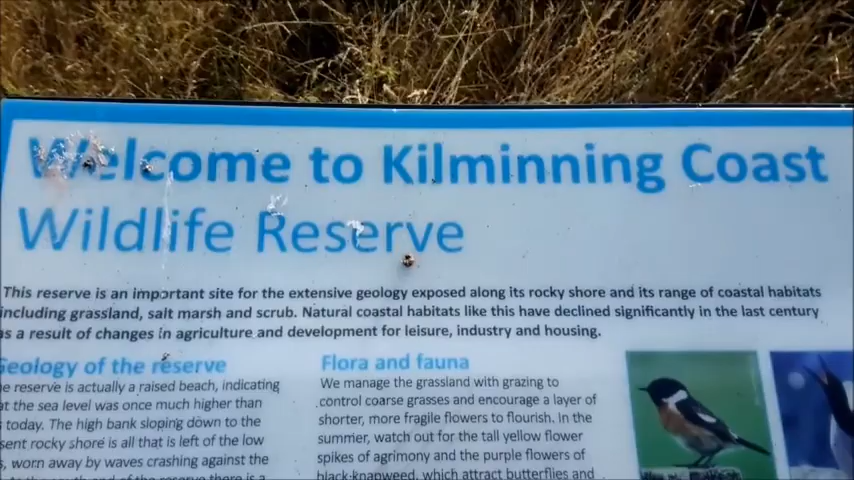 Welcome to Kilminning Coast
Wildlife Reserve
This reserve is an important site for the extensive geology exposed along its rocky shore and its range of coastal habitats
including grassland, salt marsh and scrub. Natural coastal habitats like this have declined significantly in the last century
as a result of changes in agriculture and development for leisure, industry and housing.
Geology of the reserve
reserve is actually a raised beach, indicating
the sea level was once much higher than
today. The high bank sloping down to the
rocky shore is all that is left of the low
worn away by waves crashing against the
Flora and fauna
We manage the grassland with grazing to
control coarse grasses and encourage a layer of
shorter, more fragile flowers to flourish. In the
summer, watch out for the tall yellow flower
spikes of agrimony and the purple flowers of
black knapweed, which attract butterflies and